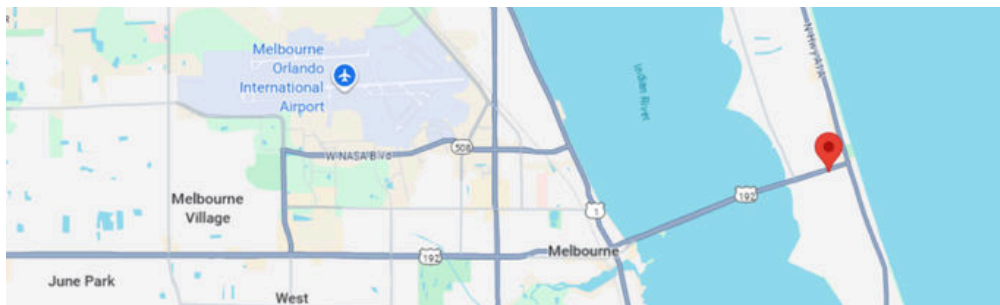 Melbourne
Orlando
International
Airport
Indian River
N Hwy A1A
W NASA Blvd
508
Melbourne
Village
192
1
Melbourne
192
June Park
West